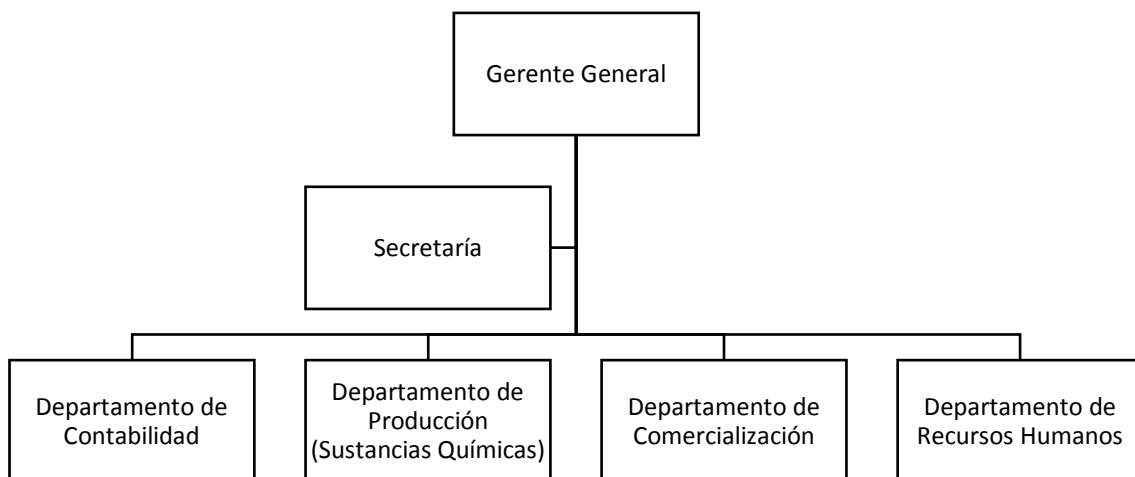 Gerente General
Secretaría
Departamento de
Contabilidad
Departamento de
Producción
(Sustancias Químicas)
Departamento de
Comercialización
Departamento de
Recursos Humanos